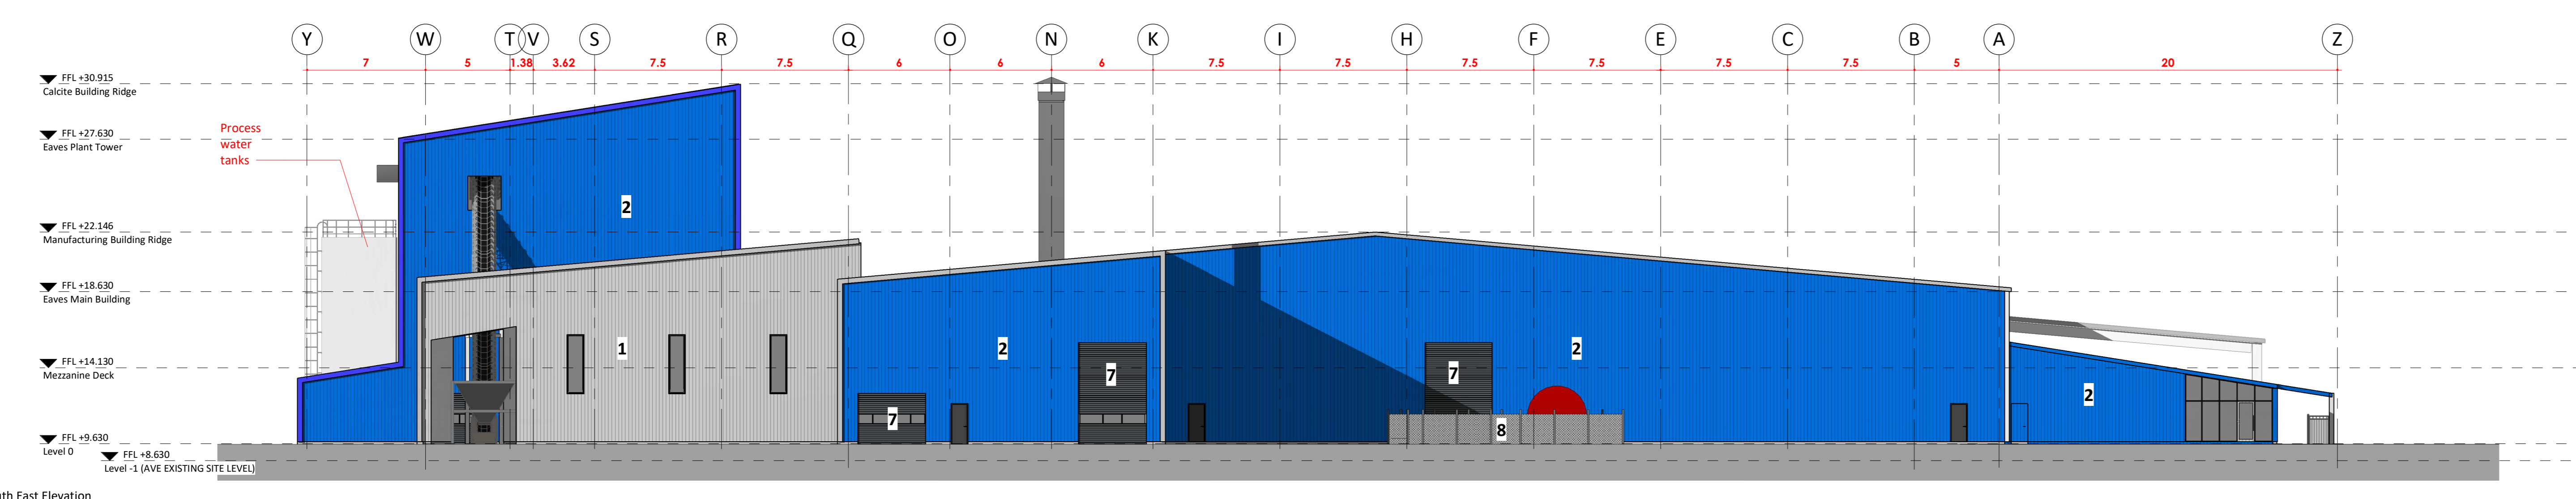 Y W T V S R Q O N K I H F E C B A Z
7 5 1.38 3.62 7.5 7.5 6 6 6 7.5 7.5 7.5 7.5 7.5 7.5 5 20
FFL +30.915
Calcite Building Ridge
FFL +27.630
Eaves Plant Tower
Process
water
tanks
2
FFL +22.146
Manufacturing Building Ridge
FFL +18.630
Eaves Main Building
1
2
2
FFL +14.130
Mezzanine Deck
7
7
2
7
8
FFL +9.630
Level 0
FFL +8.630
Level -1 (AVE EXISTING SITE LEVEL)
East Elevation